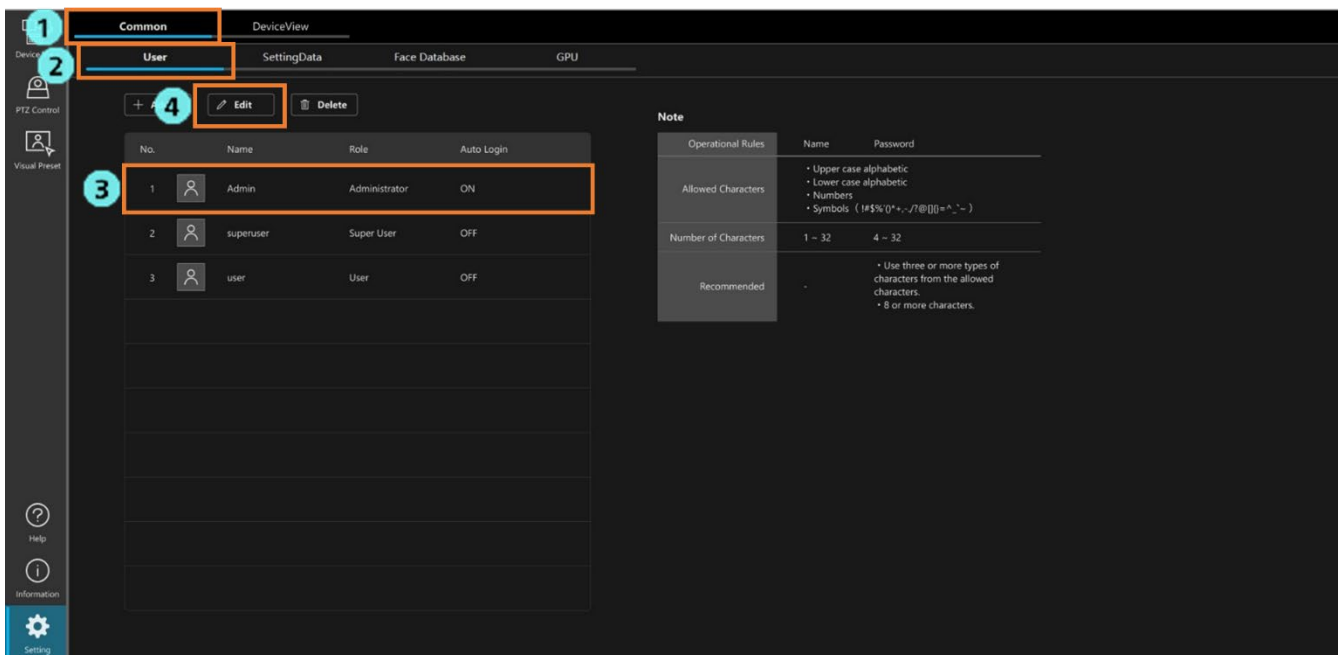 1
Common
DeviceView
2
User
SettingData
Face Database
GPU
PTZ Control
Visual Preset
4
Edit
Delete
No.
Name
Role
Auto Login
3
1
Admin
Administrator
ON
2
superuser
Super User
OFF
3
user
User
OFF
Note
Operational Rules
Name
Password
Allowed Characters
・Upper case alphabetic
・Lower case alphabetic
・Numbers
Number of Characters
1 ~ 32
4 ~ 32
Recommended
-
・Use three or more types of
characters from the allowed
characters.
・8 or more characters.
Help
Information
Setting